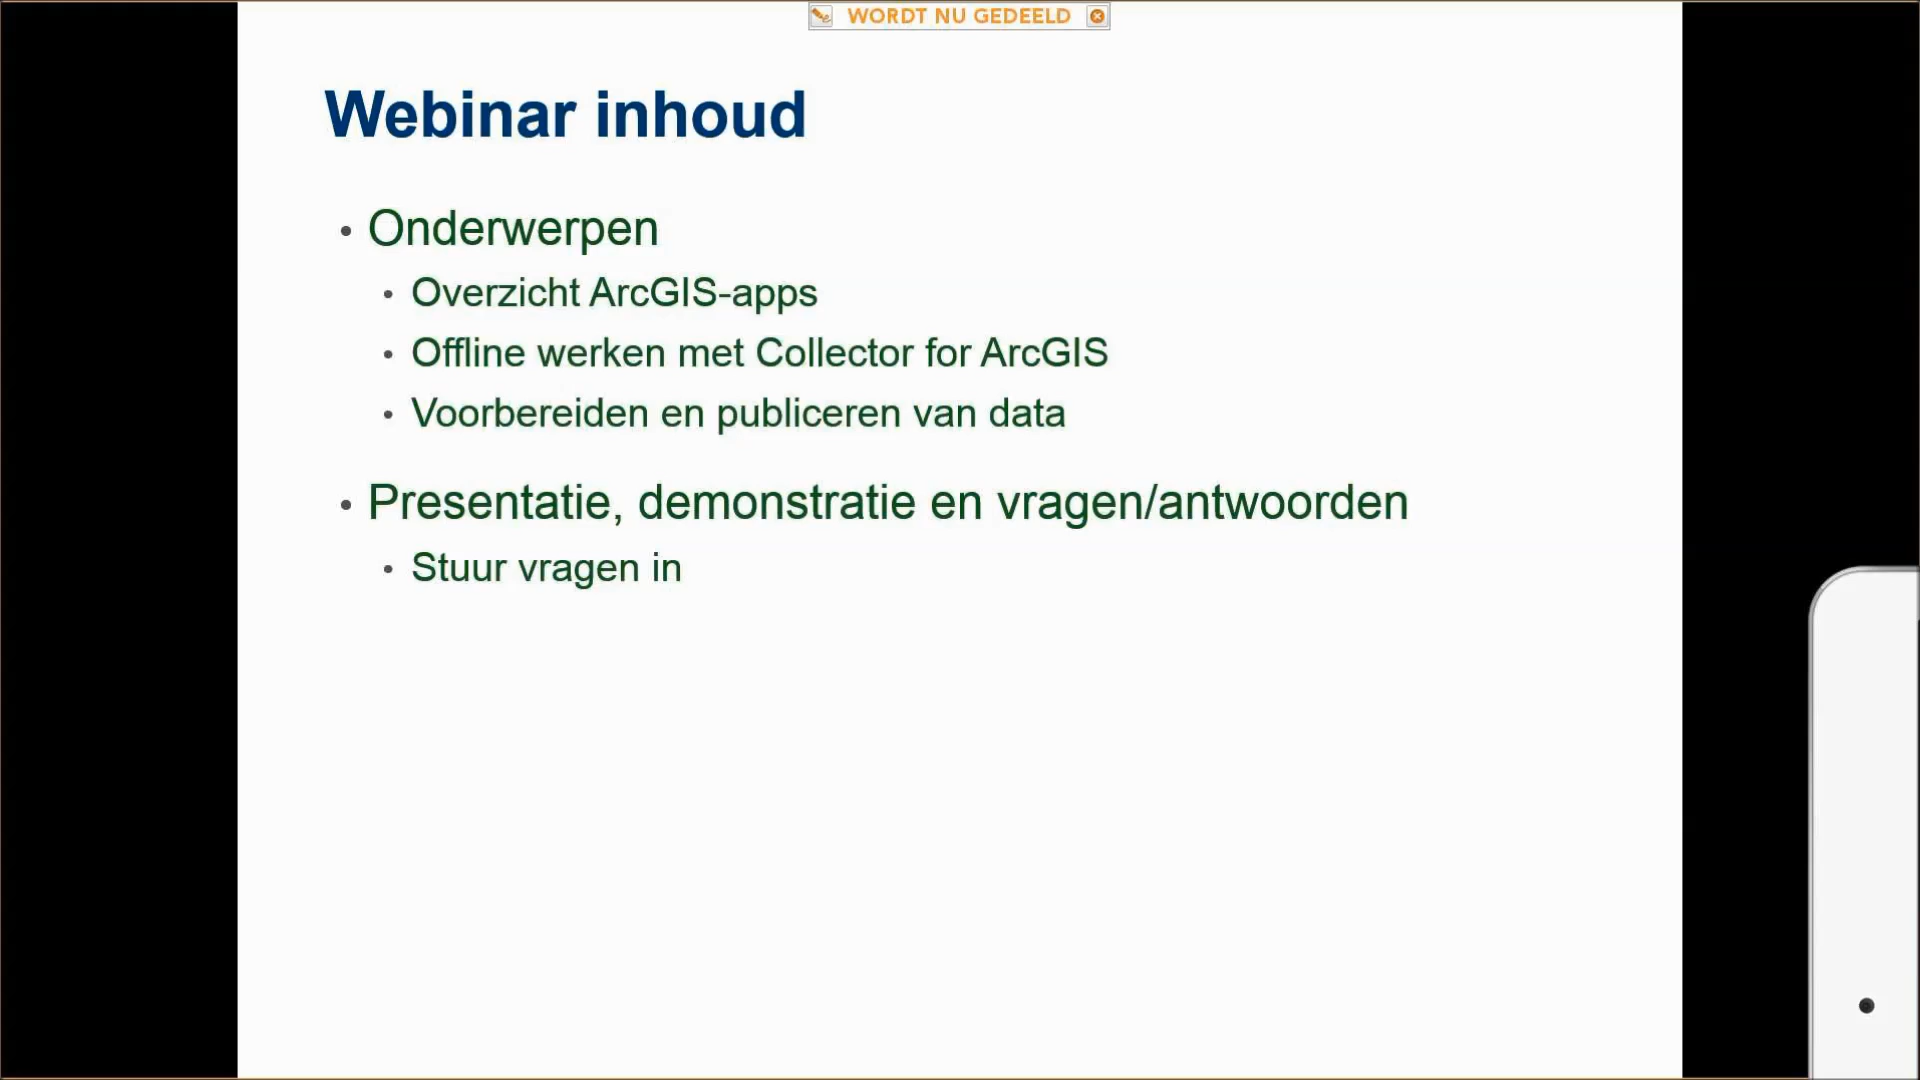 WORDT NU GEDEELD
Webinar inhoud
• Onderwerpen
• Overzicht ArcGIS-apps
• Offline werken met Collector for ArcGIS
• Voorbereiden en publiceren van data
• Presentatie, demonstratie en vragen/antwoorden
• Stuur vragen in